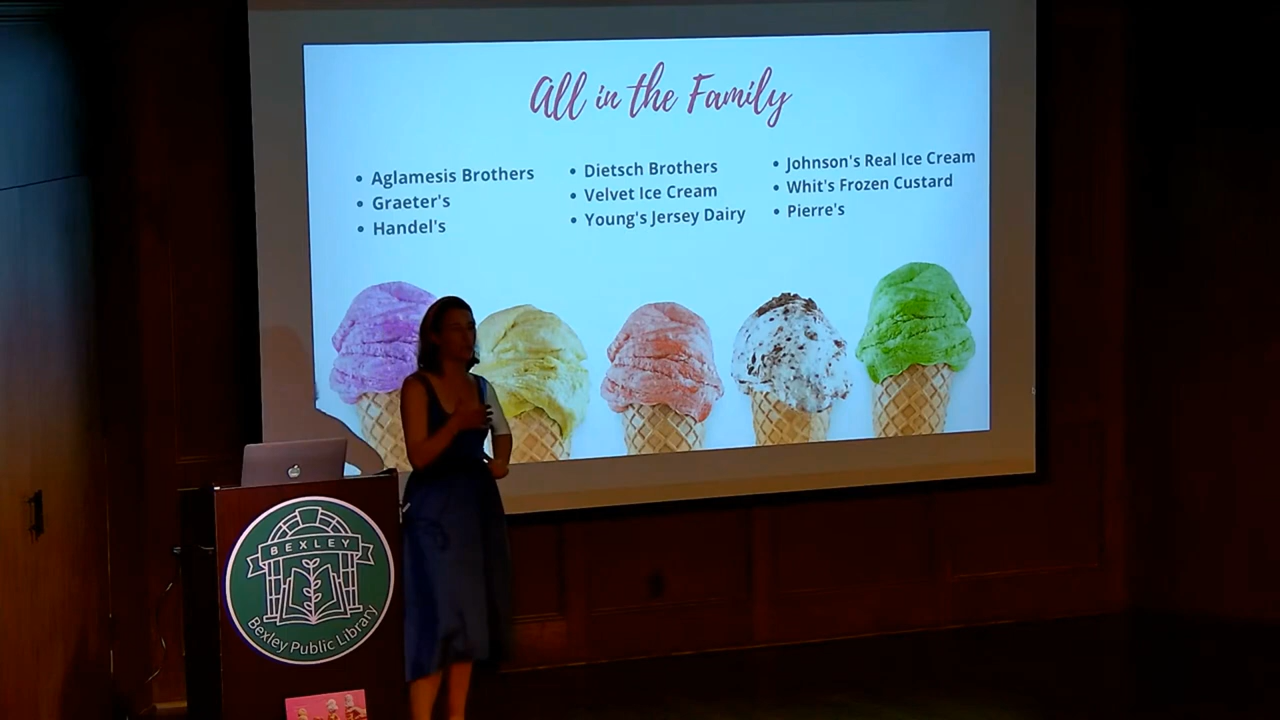 All in the Family
• Aglamesis Brothers
• Graeter's
• Handel's
• Dietsch Brothers
• Velvet Ice Cream
• Young's Jersey Dairy
• Johnson's Real Ice Cream
• Whit's Frozen Custard
• Pierre's
BEXLEY
Bexley Public Library